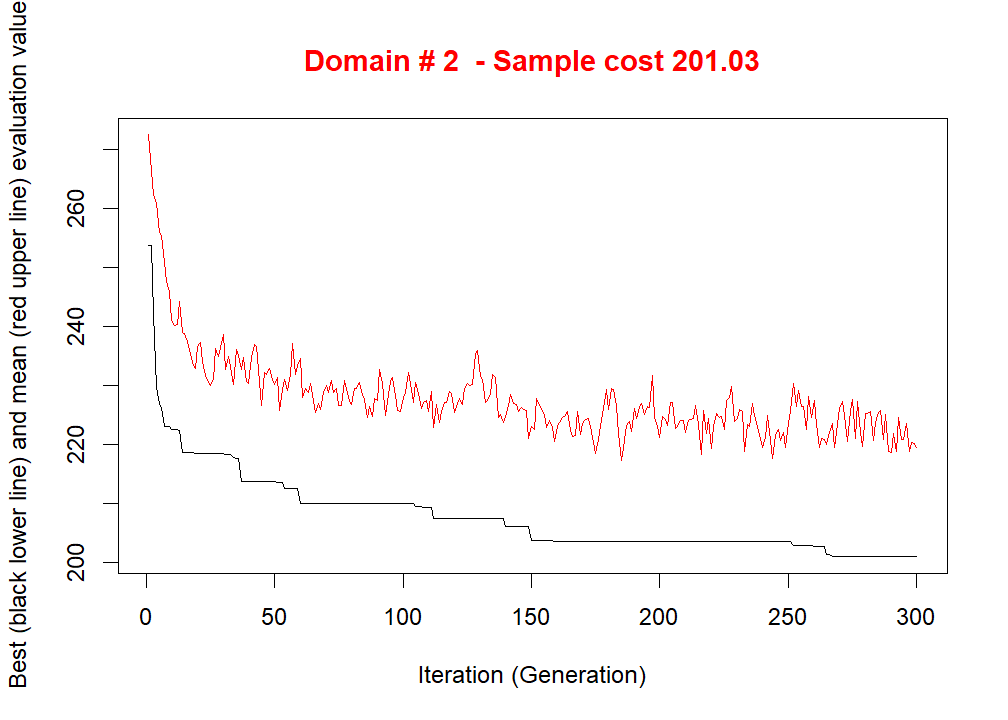 Domain # 2  - Sample cost 201.03
Best (black lower line) and mean (red upper line) evaluation value
260
240
220
200
0 50 100 150 200 250 300
Iteration (Generation)